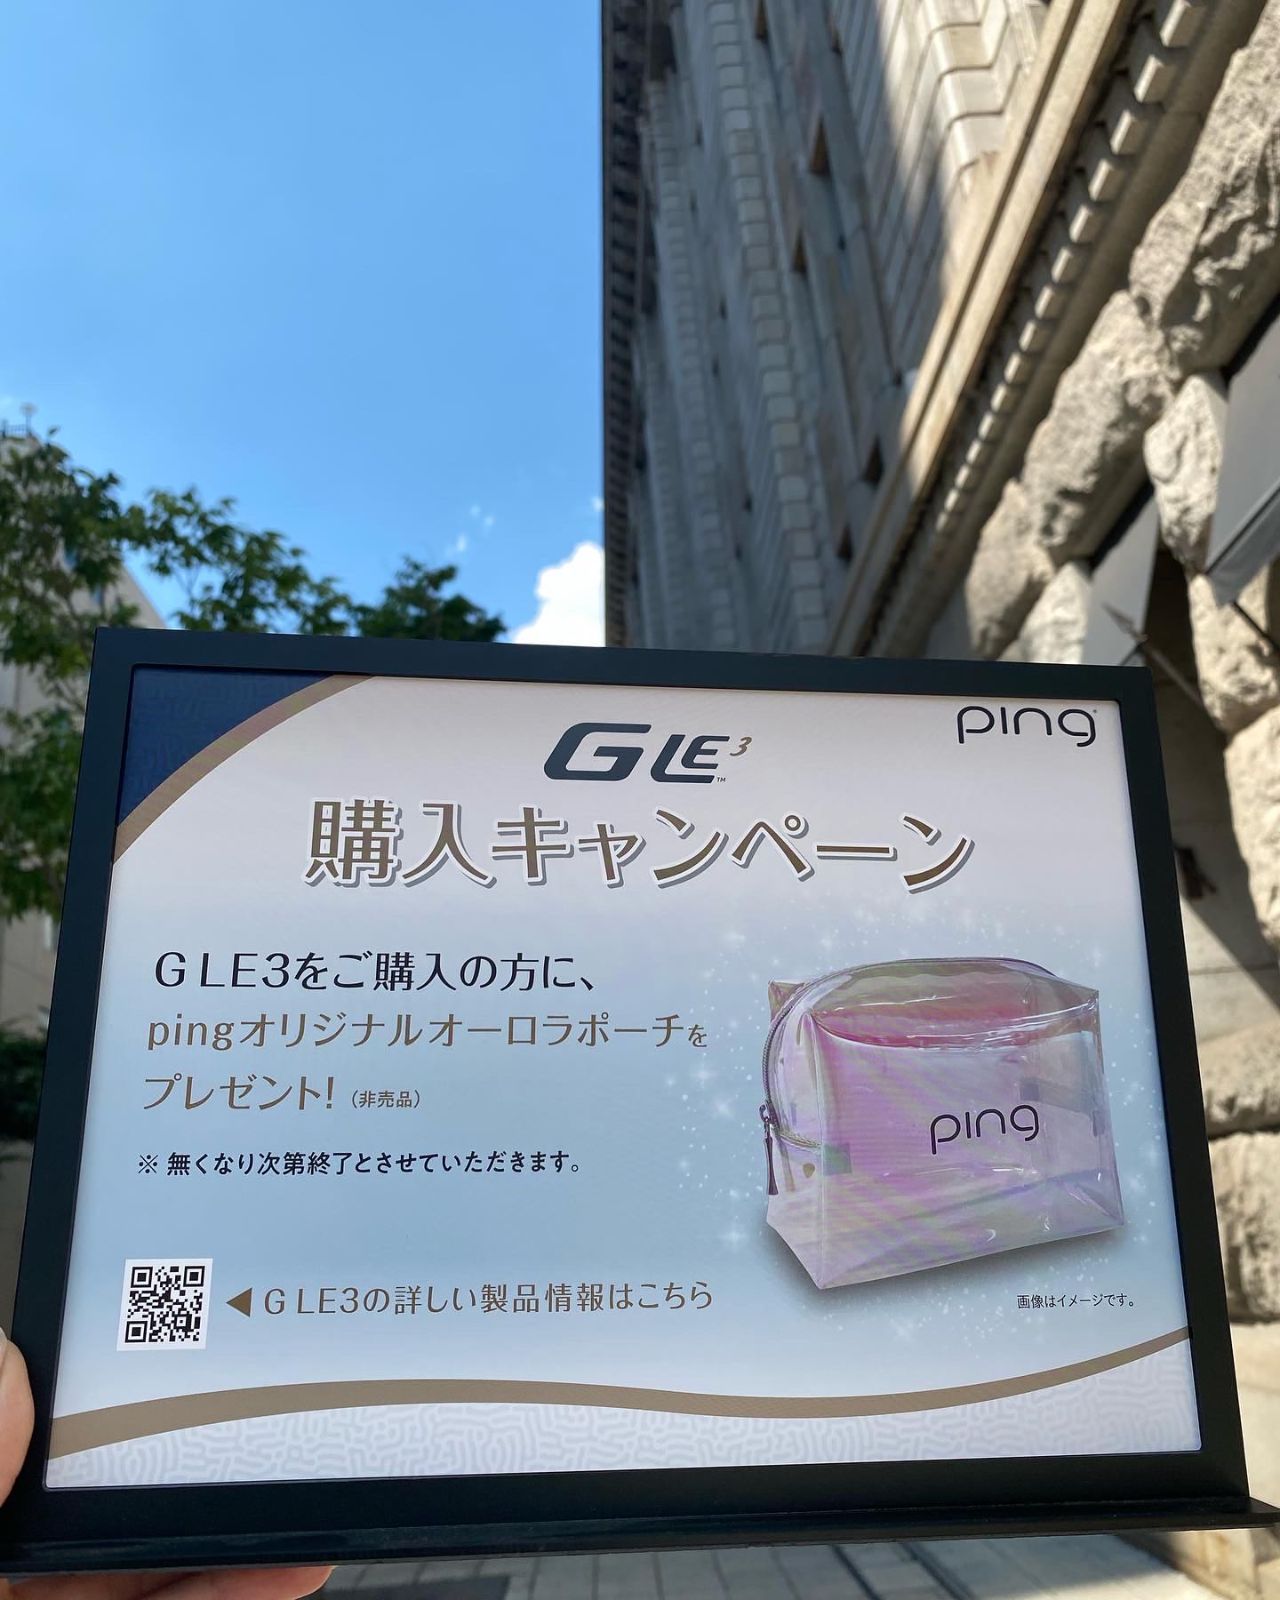 ping
G LE3™
購入キャンペーン
G LE3をご購入の方に、
pingオリジナルオーロラポーチを
プレゼント！（非売品）
※ 無くなり次第終了とさせていただきます。
ping
◀G LE3の詳しい製品情報はこちら
画像はイメージです。